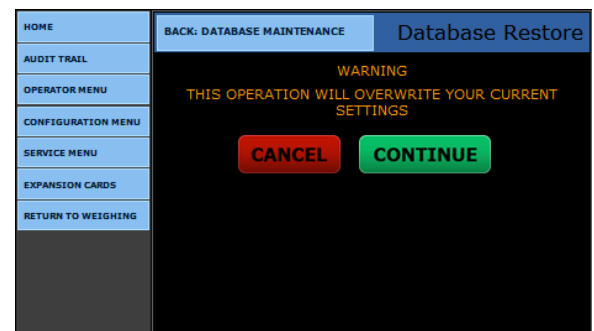 HOME
AUDIT TRAIL
OPERATOR MENU
CONFIGURATION MENU
SERVICE MENU
EXPANSION CARDS
RETURN TO WEIGHING
BACK: DATABASE MAINTENANCE
Database Restore
WARNING
THIS OPERATION WILL OVERWRITE YOUR CURRENT
SETTINGS
CANCEL
CONTINUE